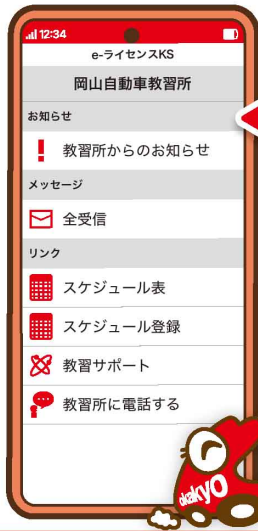 12:34
e-ライセンスKS
岡山自動車教習所
お知らせ
教習所からのお知らせ
メッセージ
全受信
リンク
スケジュール表
スケジュール登録
教習サポート
教習所に電話する
okakyo